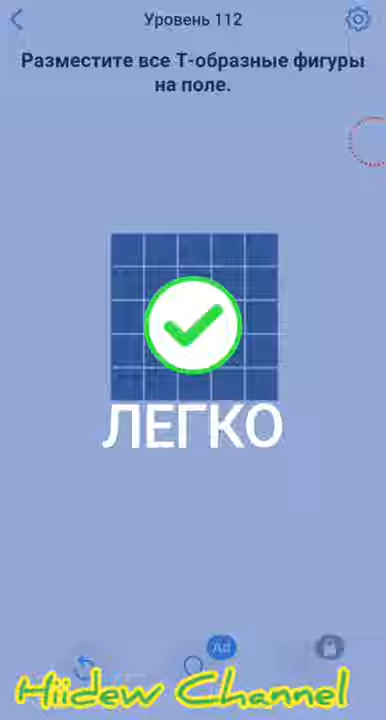 Уровень 112
Разместите все Т-образные фигуры
на поле.
ЛЕГКО
Ad
Hiidew Channel